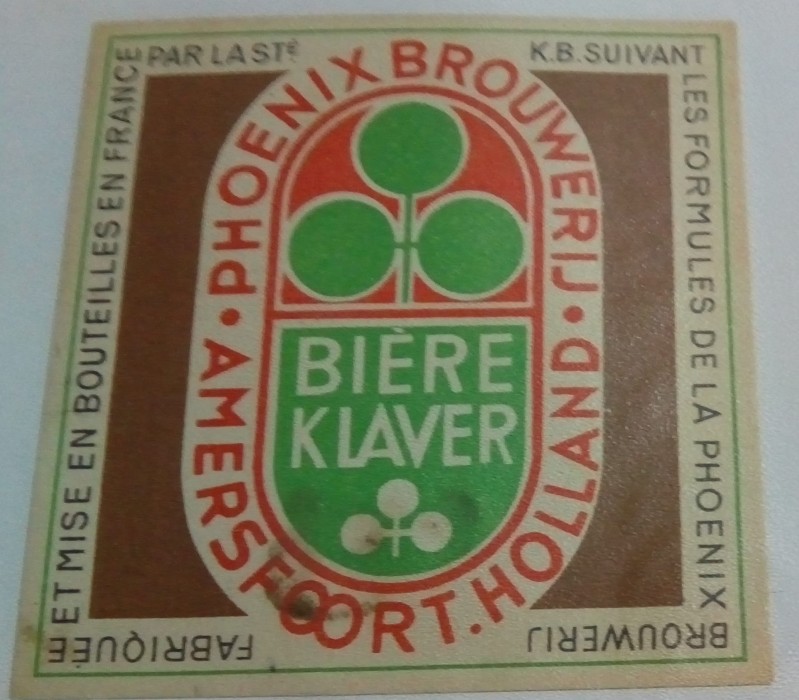 FABRIQUÉE
ET MISE EN BOUTEILLES EN FRANCE
PAR LA STÉ
K.B. SUIVANT
LES FORMULES DE LA PHOENIX
BROUWERIJ
PHOENIX BROUWERIJ
AMERSFOORT. HOLLAND
BIÈRE
KLAVER